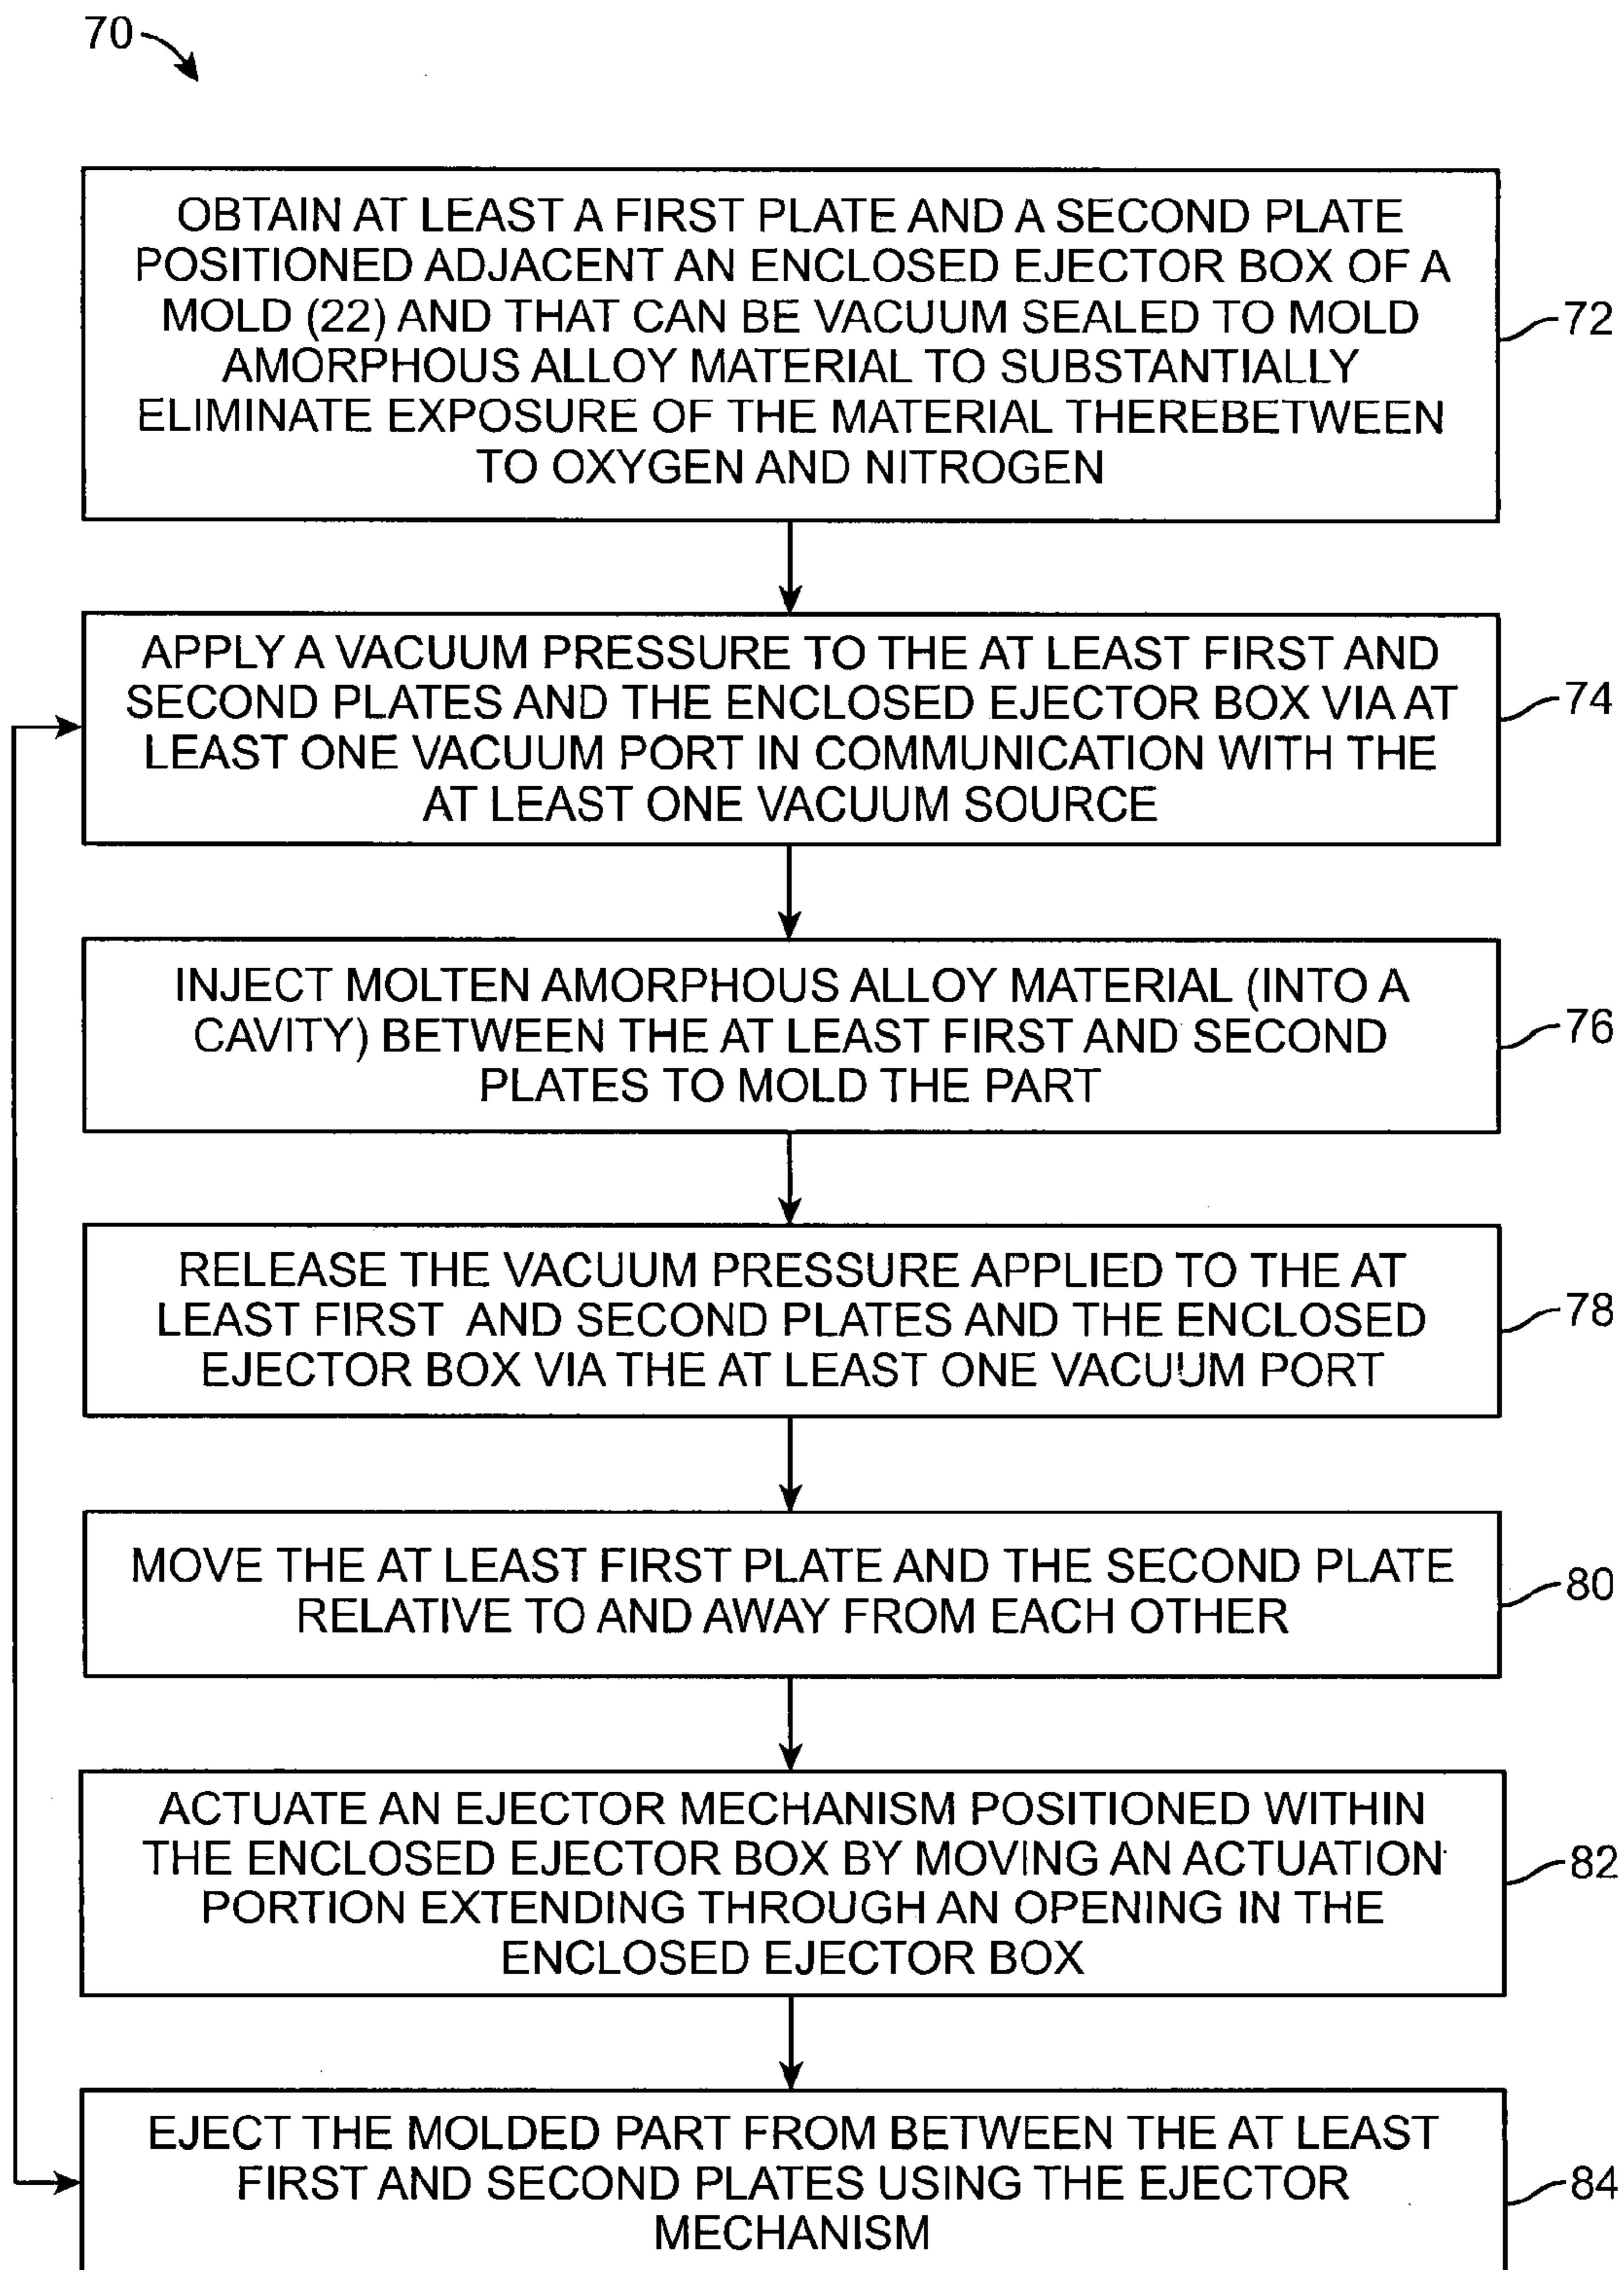 70
OBTAIN AT LEAST A FIRST PLATE AND A SECOND PLATE
POSITIONED ADJACENT AN ENCLOSED EJECTOR BOX OF A
MOLD (22) AND THAT CAN BE VACUUM SEALED TO MOLD
AMORPHOUS ALLOY MATERIAL TO SUBSTANTIALLY
ELIMINATE EXPOSURE OF THE MATERIAL THEREBETWEEN
TO OXYGEN AND NITROGEN
72
APPLY A VACUUM PRESSURE TO THE AT LEAST FIRST AND
SECOND PLATES AND THE ENCLOSED EJECTOR BOX VIA AT
LEAST ONE VACUUM PORT IN COMMUNICATION WITH THE
AT LEAST ONE VACUUM SOURCE
74
INJECT MOLTEN AMORPHOUS ALLOY MATERIAL (INTO A
CAVITY) BETWEEN THE AT LEAST FIRST AND SECOND
PLATES TO MOLD THE PART
76
RELEASE THE VACUUM PRESSURE APPLIED TO THE AT
LEAST FIRST AND SECOND PLATES AND THE ENCLOSED
EJECTOR BOX VIA THE AT LEAST ONE VACUUM PORT
78
MOVE THE AT LEAST FIRST PLATE AND THE SECOND PLATE
RELATIVE TO AND AWAY FROM EACH OTHER
80
ACTUATE AN EJECTOR MECHANISM POSITIONED WITHIN
THE ENCLOSED EJECTOR BOX BY MOVING AN ACTUATION
PORTION EXTENDING THROUGH AN OPENING IN THE
ENCLOSED EJECTOR BOX
82
EJECT THE MOLDED PART FROM BETWEEN THE AT LEAST
FIRST AND SECOND PLATES USING THE EJECTOR
MECHANISM
84